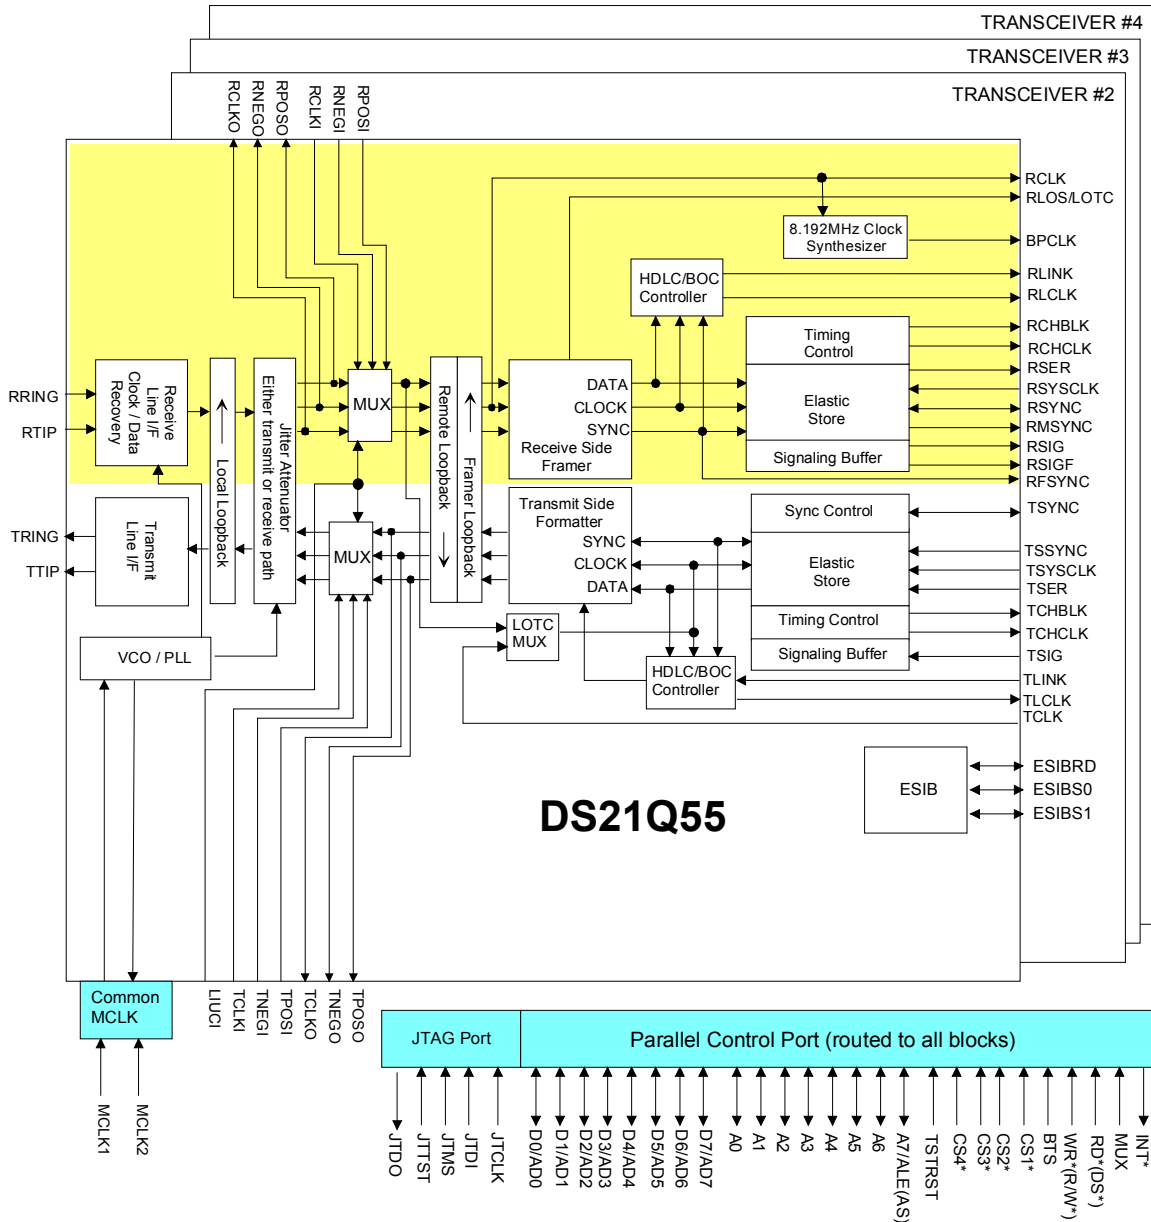 TRANSCEIVER #4
TRANSCEIVER #3
TRANSCEIVER #2
RCLKO
RNEGO
RPOSO
RCLKI
RNEGI
RPOSI
RCLK
RLOS/LOTC
8.192MHz Clock
Synthesizer
BPCLK
HDLC/BOC
Controller
RLINK
RLCLK
RRING
RTIP
Receive
Line I/F
Clock / Data
Recovery
Local Loopback
Either transmit or receive path
Jitter Attenuator
MUX
Remote Loopback
Framer Loopback
DATA
CLOCK
SYNC
Receive Side
Framer
Timing
Control
Elastic
Store
Signaling Buffer
RCHBLK
RCHCLK
RSER
RSYSCLK
RSYNC
RMSYNC
RSIG
RSIGF
RFSYNC
TRING
TTIP
Transmit
Line I/F
MUX
Transmit Side
Formatter
SYNC
CLOCK
DATA
Sync Control
Elastic
Store
Timing Control
Signaling Buffer
TSYNC
TSSYNC
TSYSCLK
TSER
TCHBLK
TCHCLK
TSIG
TLINK
TLCLK
TCLK
VCO / PLL
LOTC
MUX
HDLC/BOC
Controller
ESIB
ESIBRD
ESIBS0
ESIBS1
DS21Q55
Common
MCLK
MCLK1
MCLK2
LIUCI
TCLKI
TNEGI
TPOSI
TCLKO
TNEGO
TPOSO
JTAG Port
Parallel Control Port (routed to all blocks)
JTDO
JTTST
JTMS
JTDI
JTCLK
D0/AD0
D1/AD1
D2/AD2
D3/AD3
D4/AD4
D5/AD5
D6/AD6
D7/AD7
A0
A1
A2
A3
A4
A5
A6
A7/ALE(AS)
TSTRST
CS4*
CS3*
CS2*
CS1*
BTS
WR*(R/W*)
RD*(DS*)
MUX
INT*